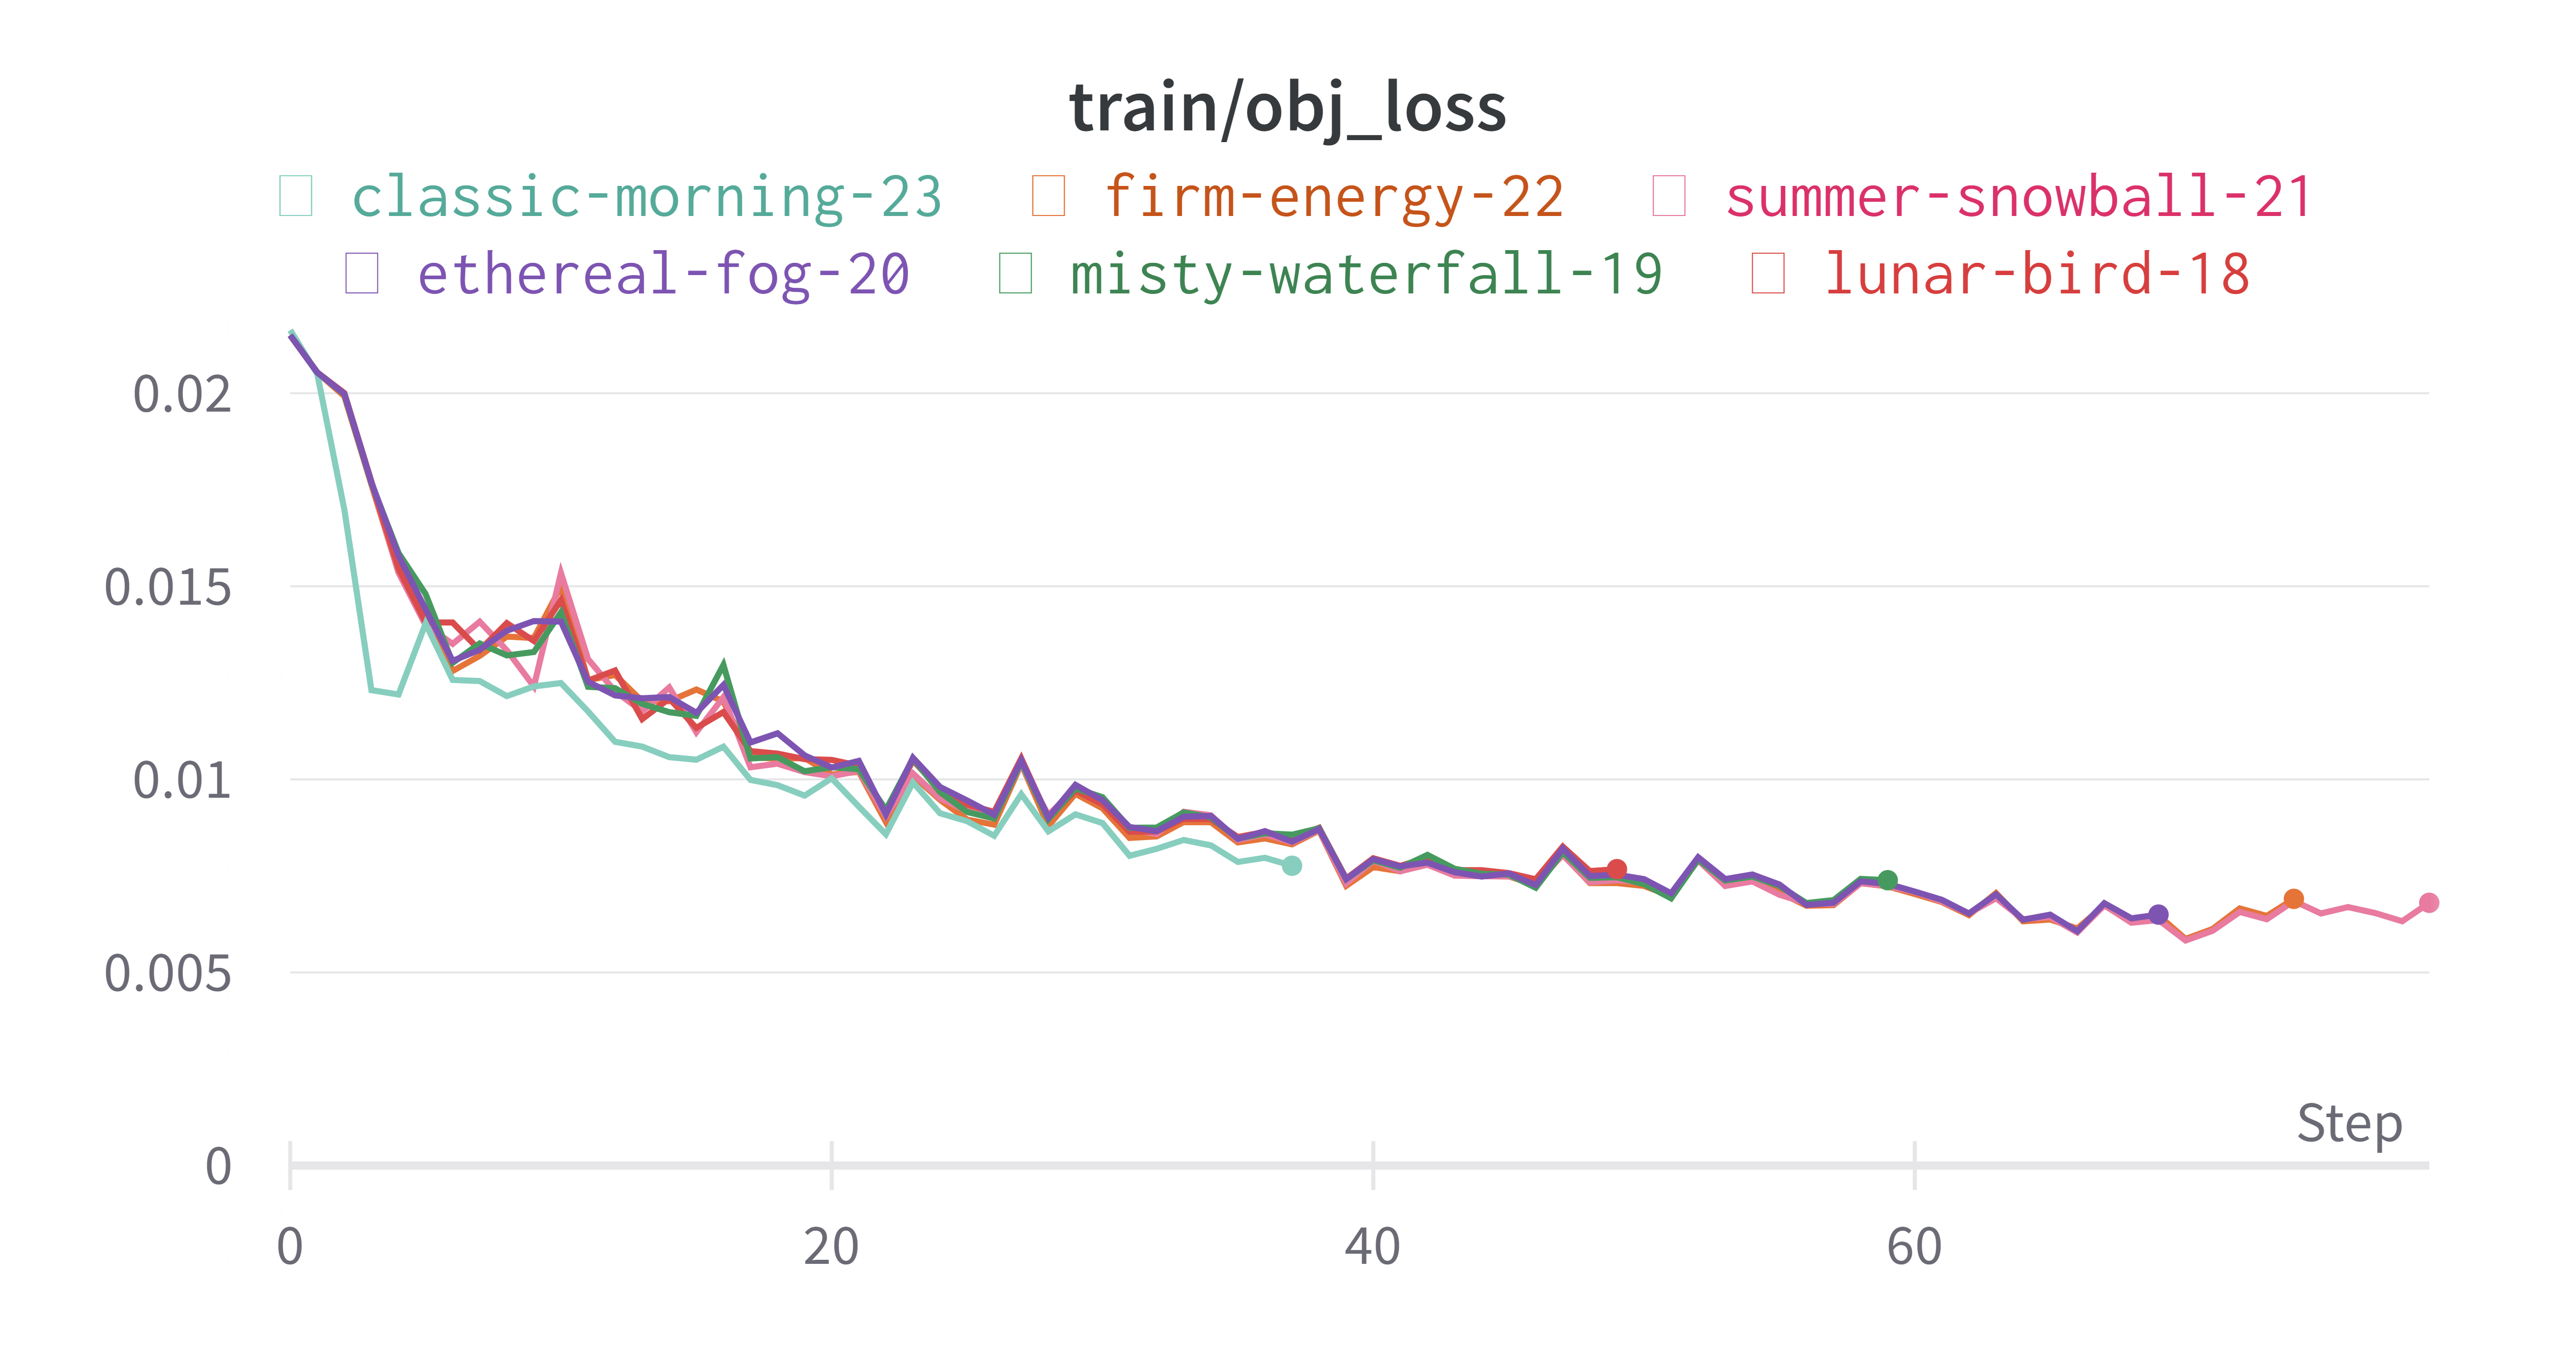 train/obj_loss
classic-morning-23 firm-energy-22 summer-snowball-21
ethereal-fog-20 misty-waterfall-19 lunar-bird-18
0.02
0.015
0.01
0.005
Step
0
0 20 40 60